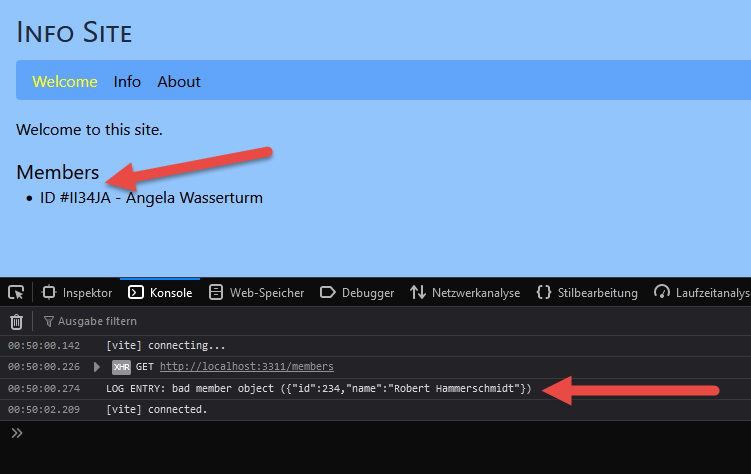 Info Site
Welcome Info About
Welcome to this site.
Members
• ID #II34JA - Angela Wasserturm
Inspektor Konsole Web-Speicher Debugger Netzwerkanalyse Stilbearbeitung Laufzeitanalys
Ausgabe filtern
00:50:00.142 [vite] connecting...
00:50:00.226 XHR GET http://localhost:3311/members
00:50:00.274 LOG ENTRY: bad member object ({"id":234,"name":"Robert Hammerschmidt"})
00:50:02.209 [vite] connected.